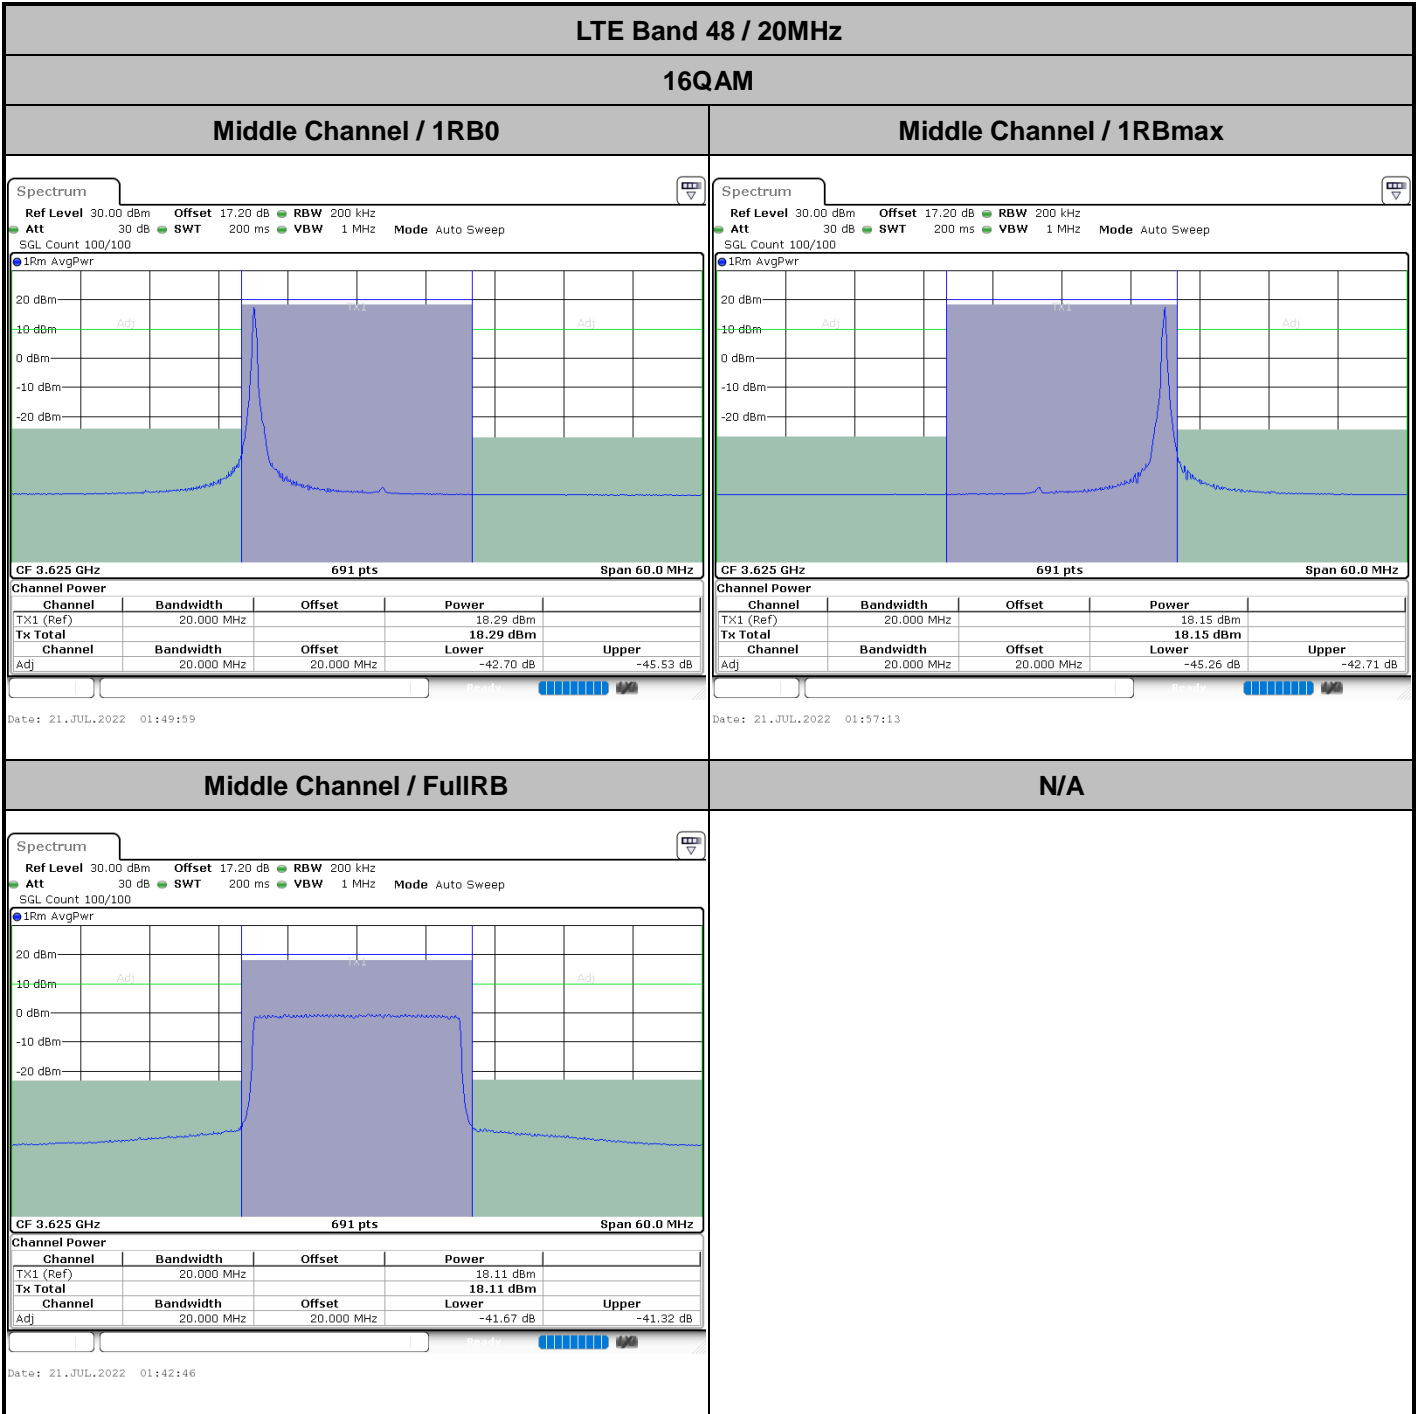 LTE Band 48 / 20MHz
16QAM
Middle Channel / 1RB0
Middle Channel / 1RBmax
Spectrum
Ref Level 30.00 dBm Offset 17.20 dB RBW 200 kHz
Att 30 dB SWT 200 ms VBW 1 MHz Mode Auto Sweep
SGL Count 100/100
1Rm AvgPwr
TX1
20 dBm
Adj
Adj
10 dBm
0 dBm
-10 dBm
-20 dBm
CF 3.625 GHz 691 pts Span 60.0 MHz
Channel Power
Channel Bandwidth Offset Power
TX1 (Ref) 20.000 MHz 18.29 dBm
Tx Total 18.29 dBm
Channel Bandwidth Offset Lower Upper
Adj 20.000 MHz 20.000 MHz -42.70 dB -45.53 dB
Ready
Date: 21.JUL.2022 01:49:59
Spectrum
Ref Level 30.00 dBm Offset 17.20 dB RBW 200 kHz
Att 30 dB SWT 200 ms VBW 1 MHz Mode Auto Sweep
SGL Count 100/100
1Rm AvgPwr
TX1
20 dBm
Adj
Adj
10 dBm
0 dBm
-10 dBm
-20 dBm
CF 3.625 GHz 691 pts Span 60.0 MHz
Channel Power
Channel Bandwidth Offset Power
TX1 (Ref) 20.000 MHz 18.15 dBm
Tx Total 18.15 dBm
Channel Bandwidth Offset Lower Upper
Adj 20.000 MHz 20.000 MHz -45.26 dB -42.71 dB
Ready
Date: 21.JUL.2022 01:57:13
Middle Channel / FullRB
N/A
Spectrum
Ref Level 30.00 dBm Offset 17.20 dB RBW 200 kHz
Att 30 dB SWT 200 ms VBW 1 MHz Mode Auto Sweep
SGL Count 100/100
1Rm AvgPwr
20 dBm
TX1
Adj
Adj
10 dBm
0 dBm
-10 dBm
-20 dBm
CF 3.625 GHz 691 pts Span 60.0 MHz
Channel Power
Channel Bandwidth Offset Power
TX1 (Ref) 20.000 MHz 18.11 dBm
Tx Total 18.11 dBm
Channel Bandwidth Offset Lower Upper
Adj 20.000 MHz 20.000 MHz -41.67 dB -41.32 dB
Ready
Date: 21.JUL.2022 01:42:46